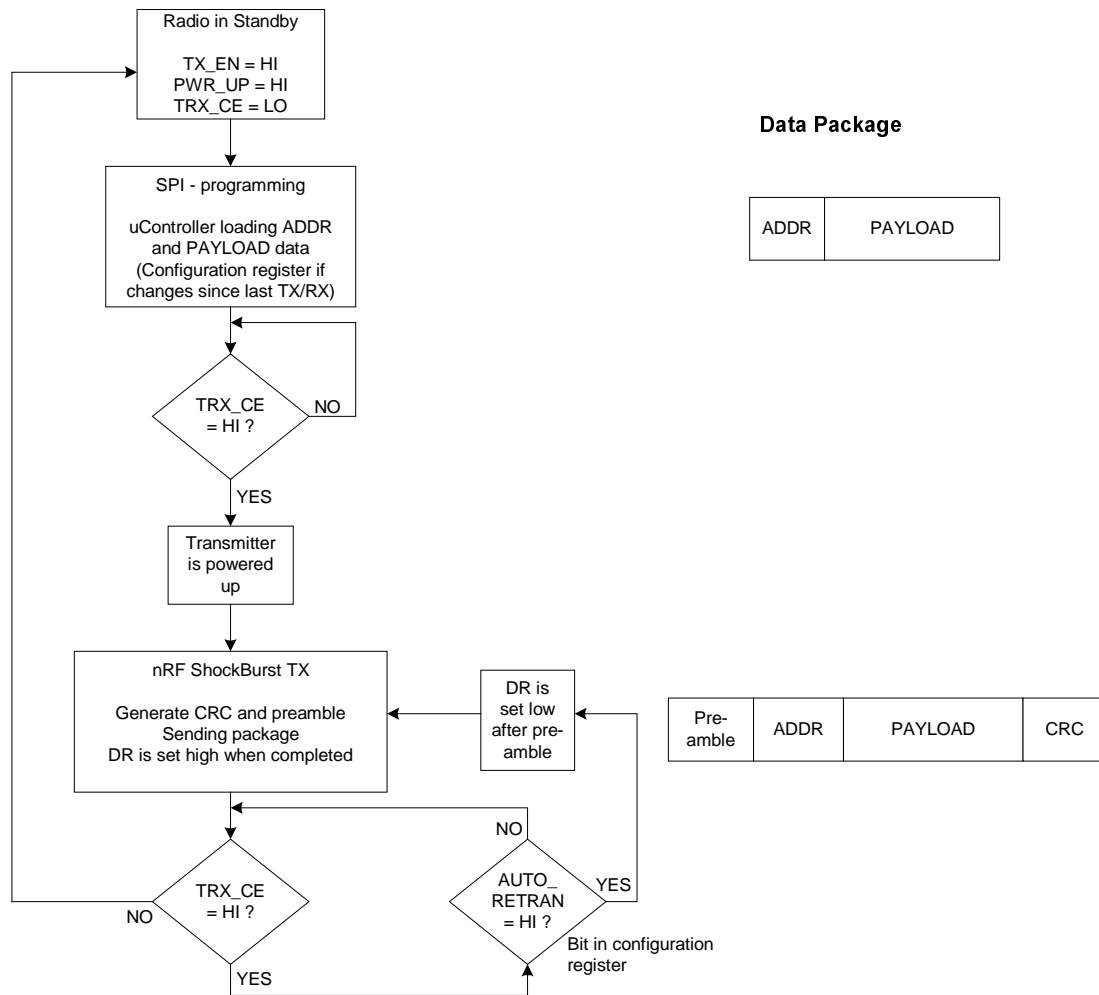 Radio in Standby
TX_EN = HI
PWR_UP = HI
TRX_CE = LO
Data Package
SPI - programming
uController loading ADDR
and PAYLOAD data
(Configuration register if
changes since last TX/RX)
ADDR
PAYLOAD
TRX_CE
= HI ?
NO
YES
Transmitter
is powered
up
nRF ShockBurst TX
Generate CRC and preamble
Sending package
DR is set high when completed
DR is
set low
after pre-
amble
Pre-
amble
ADDR
PAYLOAD
CRC
NO
TRX_CE
= HI ?
NO
YES
AUTO_
RETRAN
= HI ?
YES
Bit in configuration
register